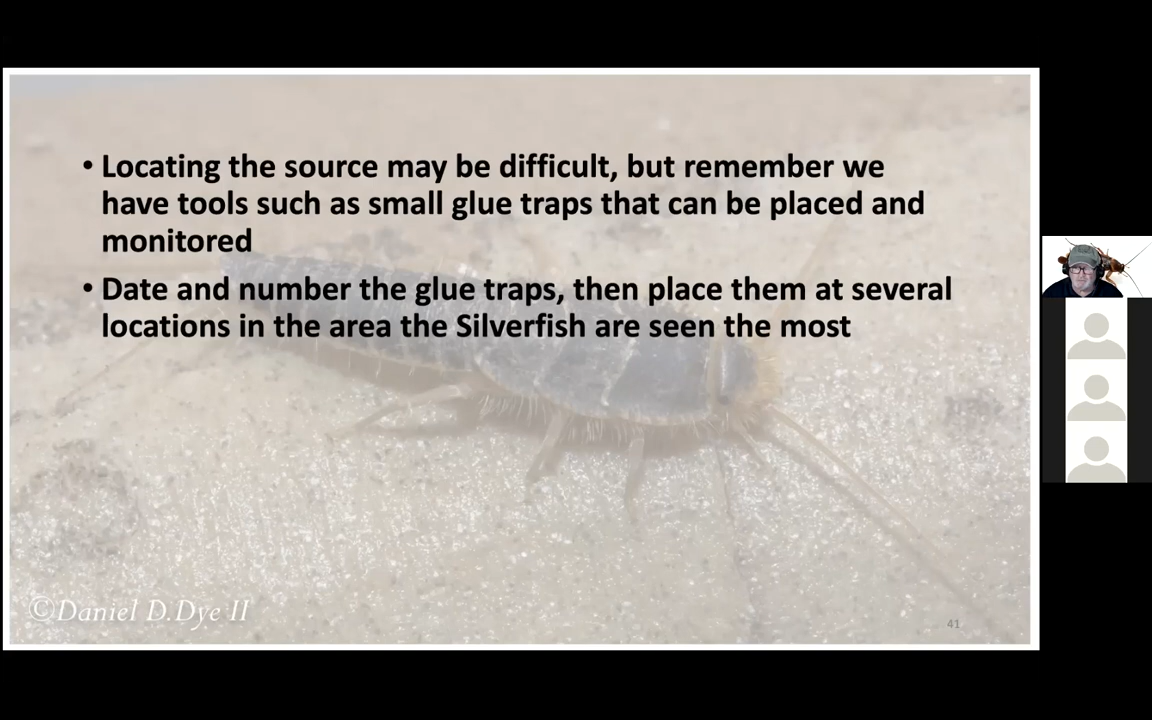 • Locating the source may be difficult, but remember we
have tools such as small glue traps that can be placed and
monitored
• Date and number the glue traps, then place them at several
locations in the area the Silverfish are seen the most
©Daniel D.Dye II
41